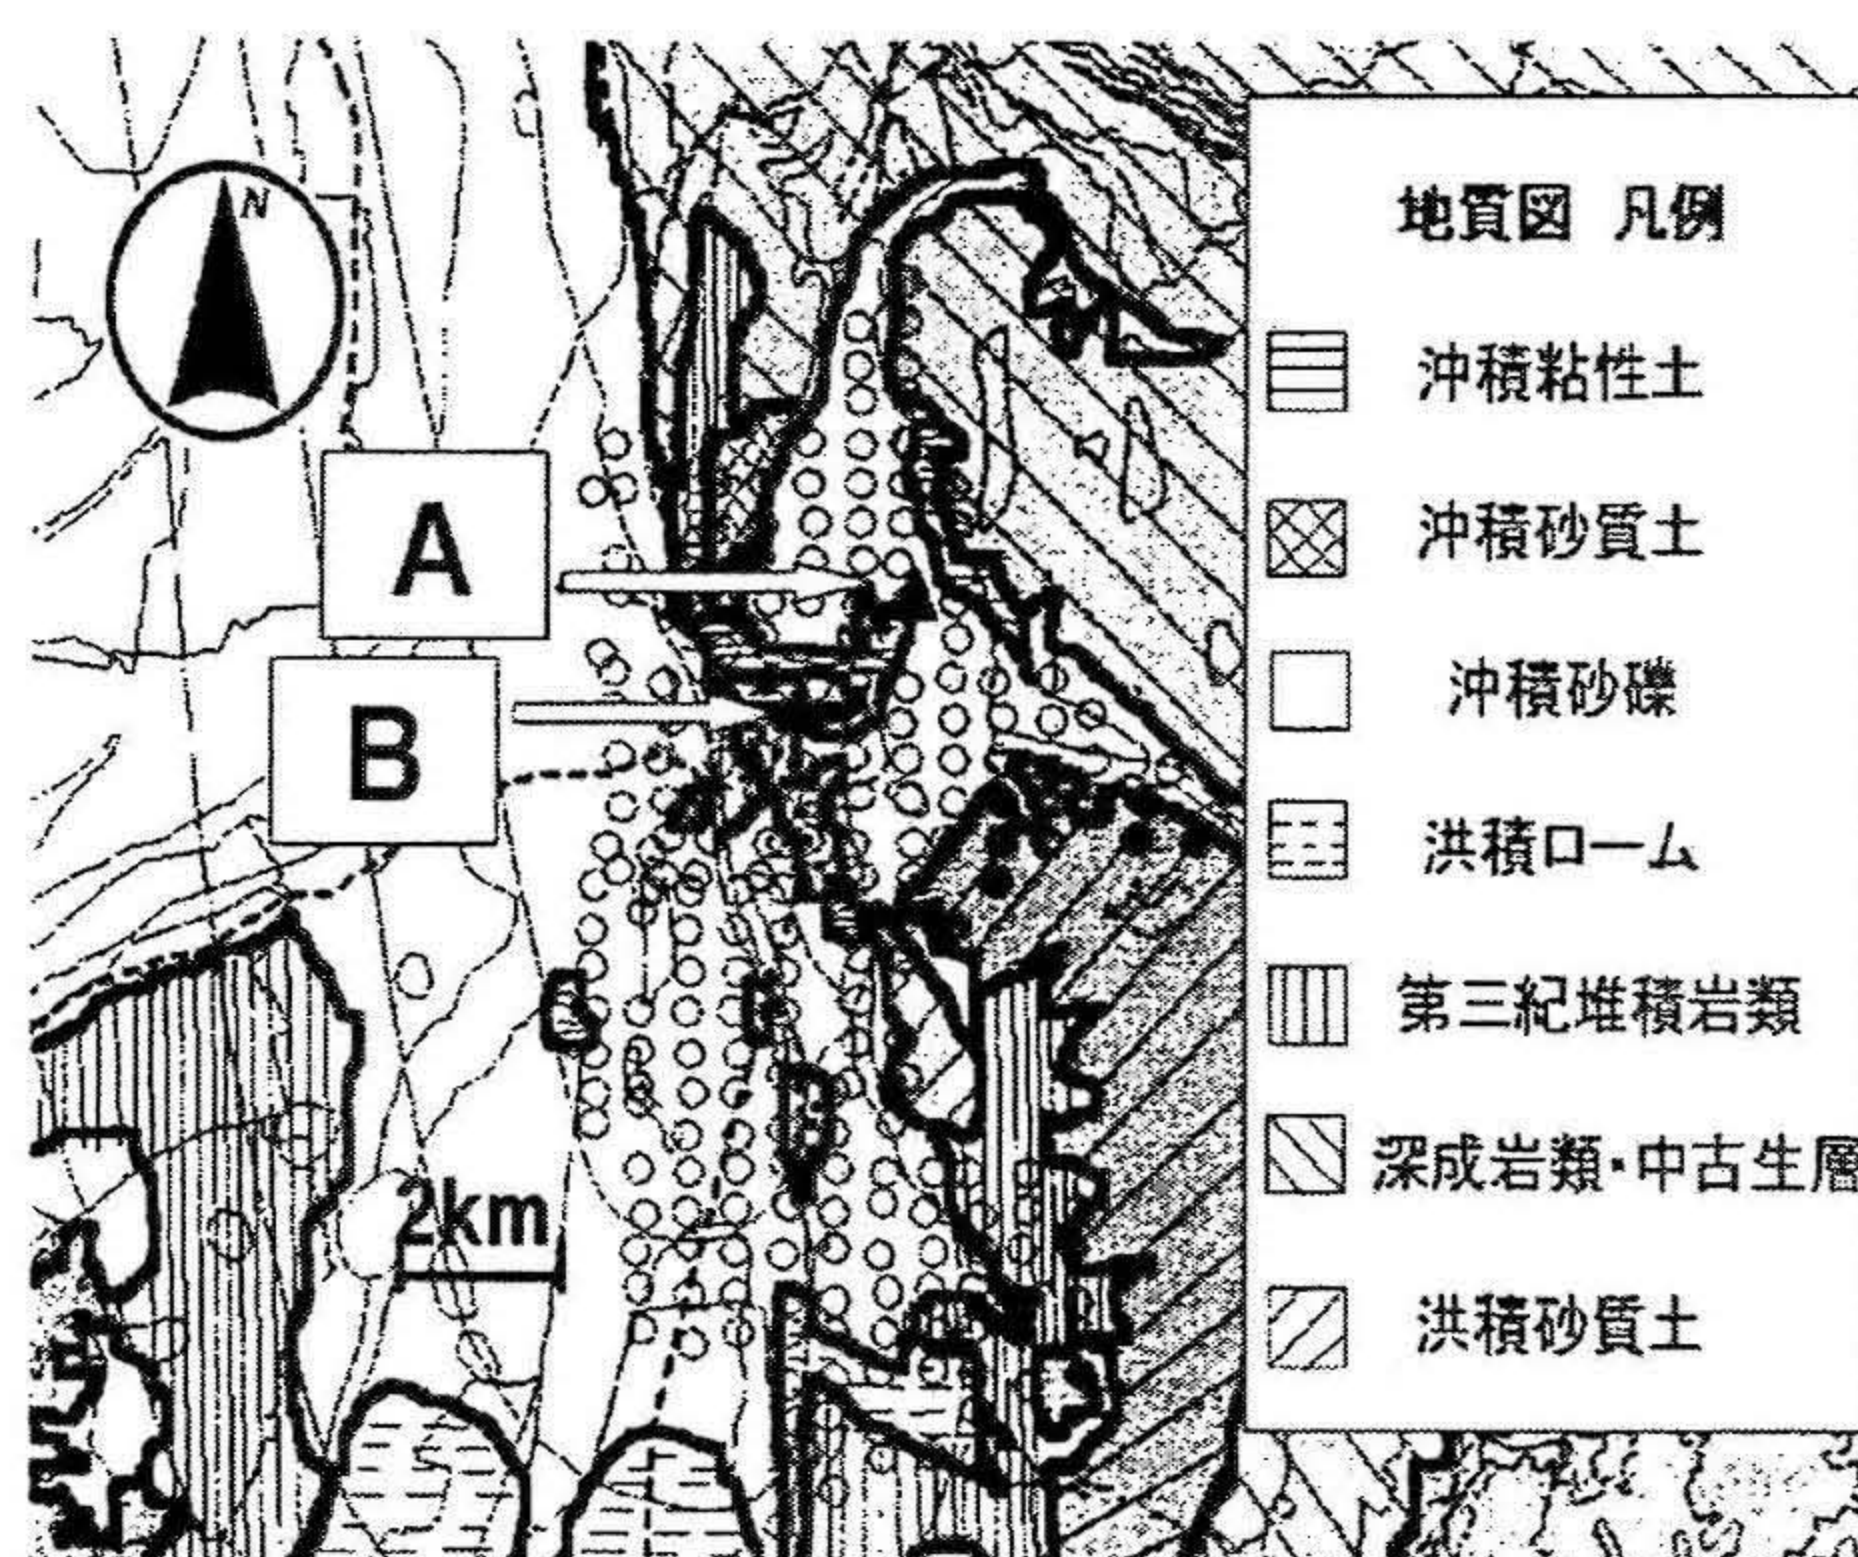 N
A
B
2km
地質図 凡例
沖積粘性土
沖積砂質土
沖積砂礫
洪積ローム
第三紀堆積岩類
深成岩類・中古生層
洪積砂質土